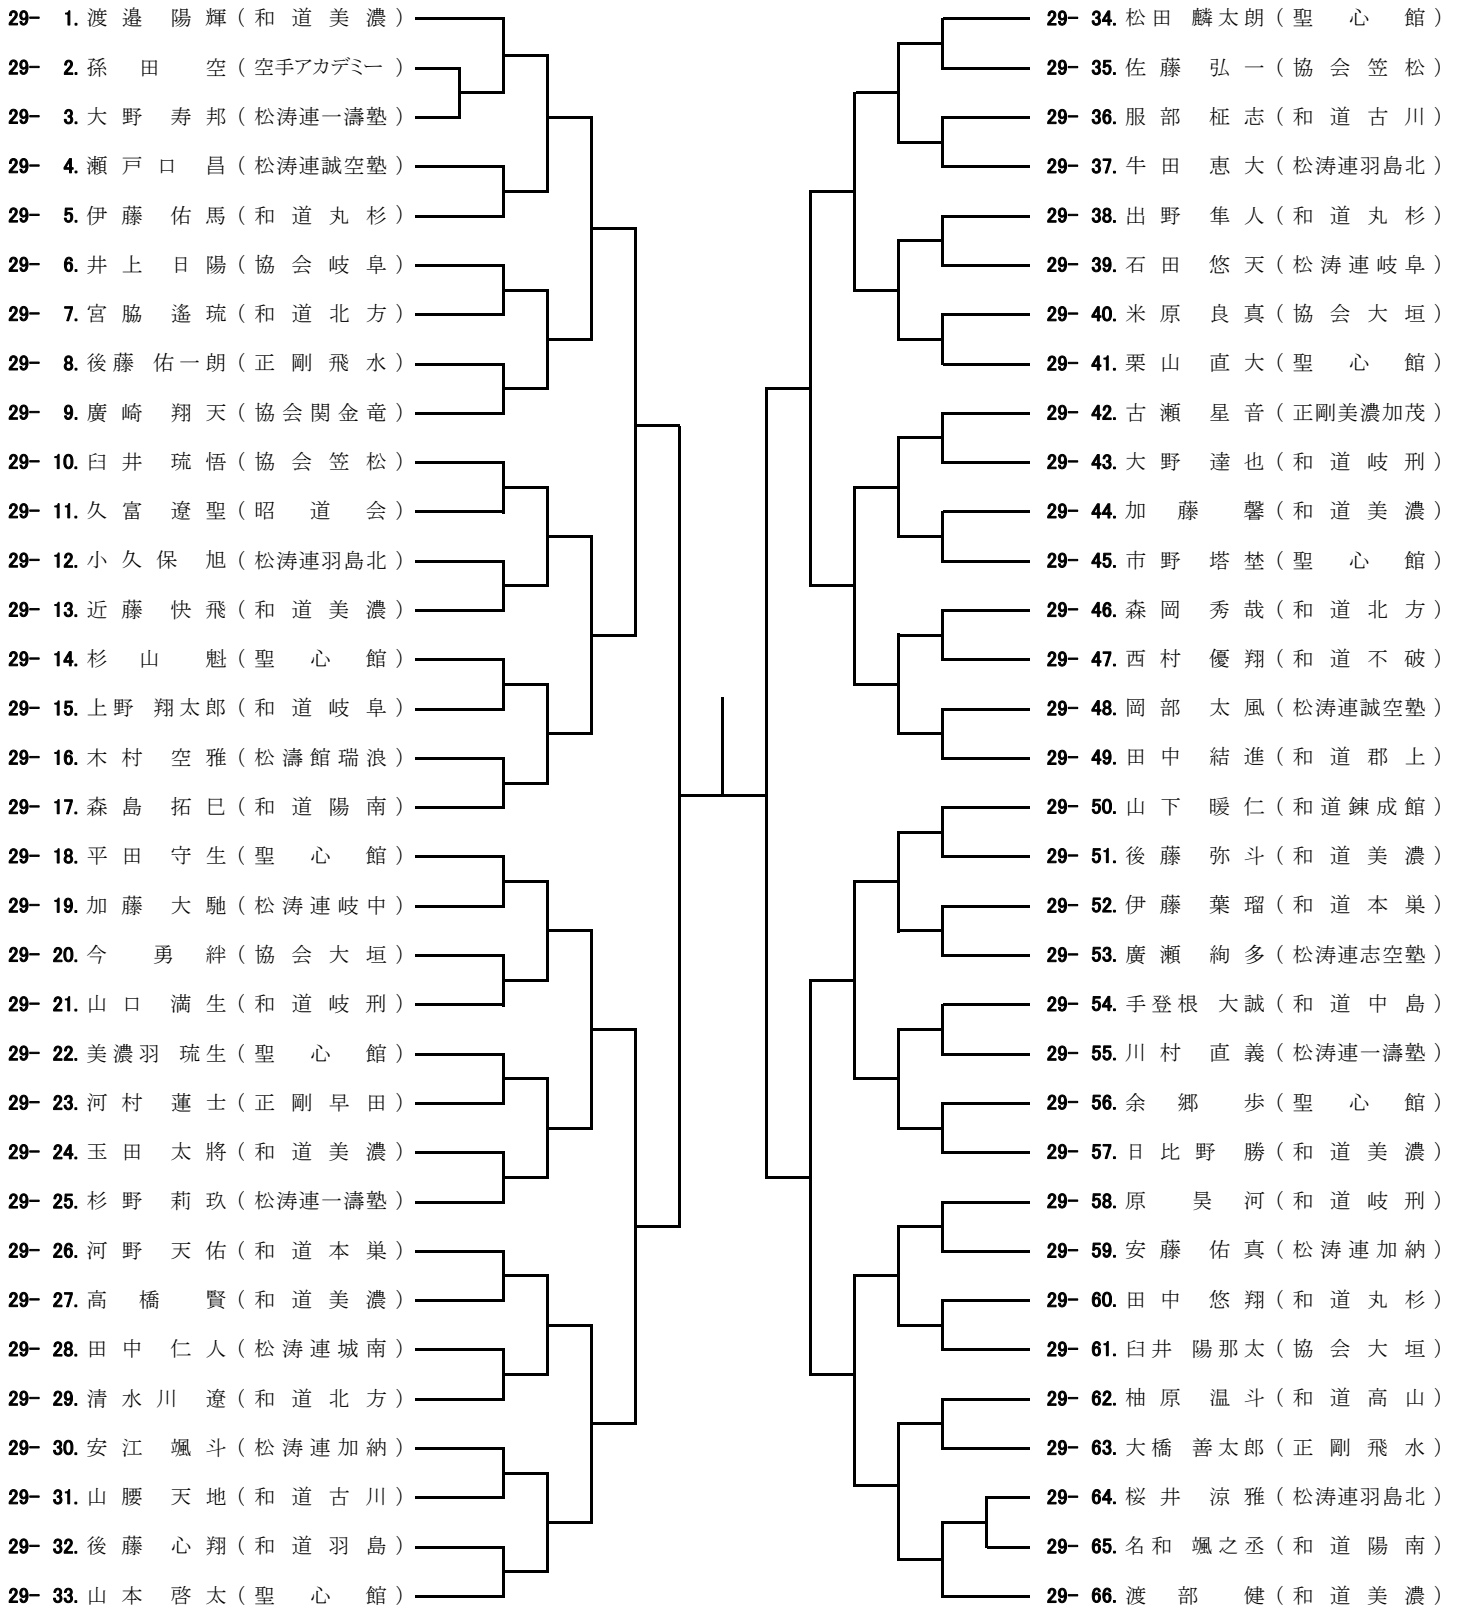 29- 1. 渡邉 陽輝 (和道美濃)
29- 2. 孫田 空 (空手アカデミー)
29- 3. 大野 寿邦 (松涛連一濤塾)
29- 4. 瀬戸口 昌 (松涛連誠空塾)
29- 5. 伊藤 佑馬 (和道丸杉)
29- 6. 井上 日陽 (協会岐阜)
29- 7. 宮脇 遙琉 (和道北方)
29- 8. 後藤 佑一朗 (正剛飛水)
29- 9. 廣崎 翔天 (協会関金竜)
29- 10. 臼井 琉悟 (協会笠松)
29- 11. 久富 遼聖 (昭道会)
29- 12. 小久保 旭 (松涛連羽島北)
29- 13. 近藤 快飛 (和道美濃)
29- 14. 杉山 魁 (聖心館)
29- 15. 上野 翔太郎 (和道岐阜)
29- 16. 木村 空雅 (松濤館瑞浪)
29- 17. 森島 拓巳 (和道陽南)
29- 18. 平田 守生 (聖心館)
29- 19. 加藤 大馳 (松涛連岐中)
29- 20. 今 勇絆 (協会大垣)
29- 21. 山口 満生 (和道岐刑)
29- 22. 美濃羽 琉生 (聖心館)
29- 23. 河村 蓮士 (正剛早田)
29- 24. 玉田 太將 (和道美濃)
29- 25. 杉野 莉玖 (松涛連一濤塾)
29- 26. 河野 天佑 (和道本巣)
29- 27. 高橋 賢 (和道美濃)
29- 28. 田中 仁人 (松涛連城南)
29- 29. 清水川 遼 (和道北方)
29- 30. 安江 颯斗 (松涛連加納)
29- 31. 山腰 天地 (和道古川)
29- 32. 後藤 心翔 (和道羽島)
29- 33. 山本 啓太 (聖心館)
29- 34. 松田 麟太朗 (聖心館)
29- 35. 佐藤 弘一 (協会笠松)
29- 36. 服部 柾志 (和道古川)
29- 37. 牛田 恵大 (松涛連羽島北)
29- 38. 出野 隼人 (和道丸杉)
29- 39. 石田 悠天 (松涛連岐阜)
29- 40. 米原 良真 (協会大垣)
29- 41. 栗山 直大 (聖心館)
29- 42. 古瀬 星音 (正剛美濃加茂)
29- 43. 大野 達也 (和道岐刑)
29- 44. 加藤 馨 (和道美濃)
29- 45. 市野 塔埜 (聖心館)
29- 46. 森岡 秀哉 (和道北方)
29- 47. 西村 優翔 (和道不破)
29- 48. 岡部 太風 (松涛連誠空塾)
29- 49. 田中 結進 (和道郡上)
29- 50. 山下 暖仁 (和道錬成館)
29- 51. 後藤 弥斗 (和道美濃)
29- 52. 伊藤 葉瑠 (和道本巣)
29- 53. 廣瀬 絢多 (松涛連志空塾)
29- 54. 手登根 大誠 (和道中島)
29- 55. 川村 直義 (松涛連一濤塾)
29- 56. 余郷 歩 (聖心館)
29- 57. 日比野 勝 (和道美濃)
29- 58. 原 昊河 (和道岐刑)
29- 59. 安藤 佑真 (松涛連加納)
29- 60. 田中 悠翔 (和道丸杉)
29- 61. 臼井 陽那太 (協会大垣)
29- 62. 柚原 温斗 (和道高山)
29- 63. 大橋 善太郎 (正剛飛水)
29- 64. 桜井 涼雅 (松涛連羽島北)
29- 65. 名和 颯之丞 (和道陽南)
29- 66. 渡部 健 (和道美濃)